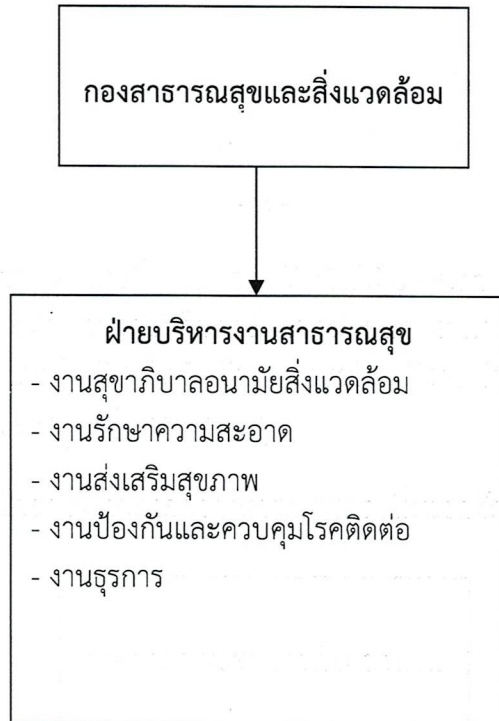 กองสาธารณสุขและสิ่งแวดล้อม
ฝ่ายบริหารงานสาธารณสุข
- งานสุขาภิบาลอนามัยสิ่งแวดล้อม
- งานรักษาความสะอาด
- งานส่งเสริมสุขภาพ
- งานป้องกันและควบคุมโรคติดต่อ
- งานธุรการ